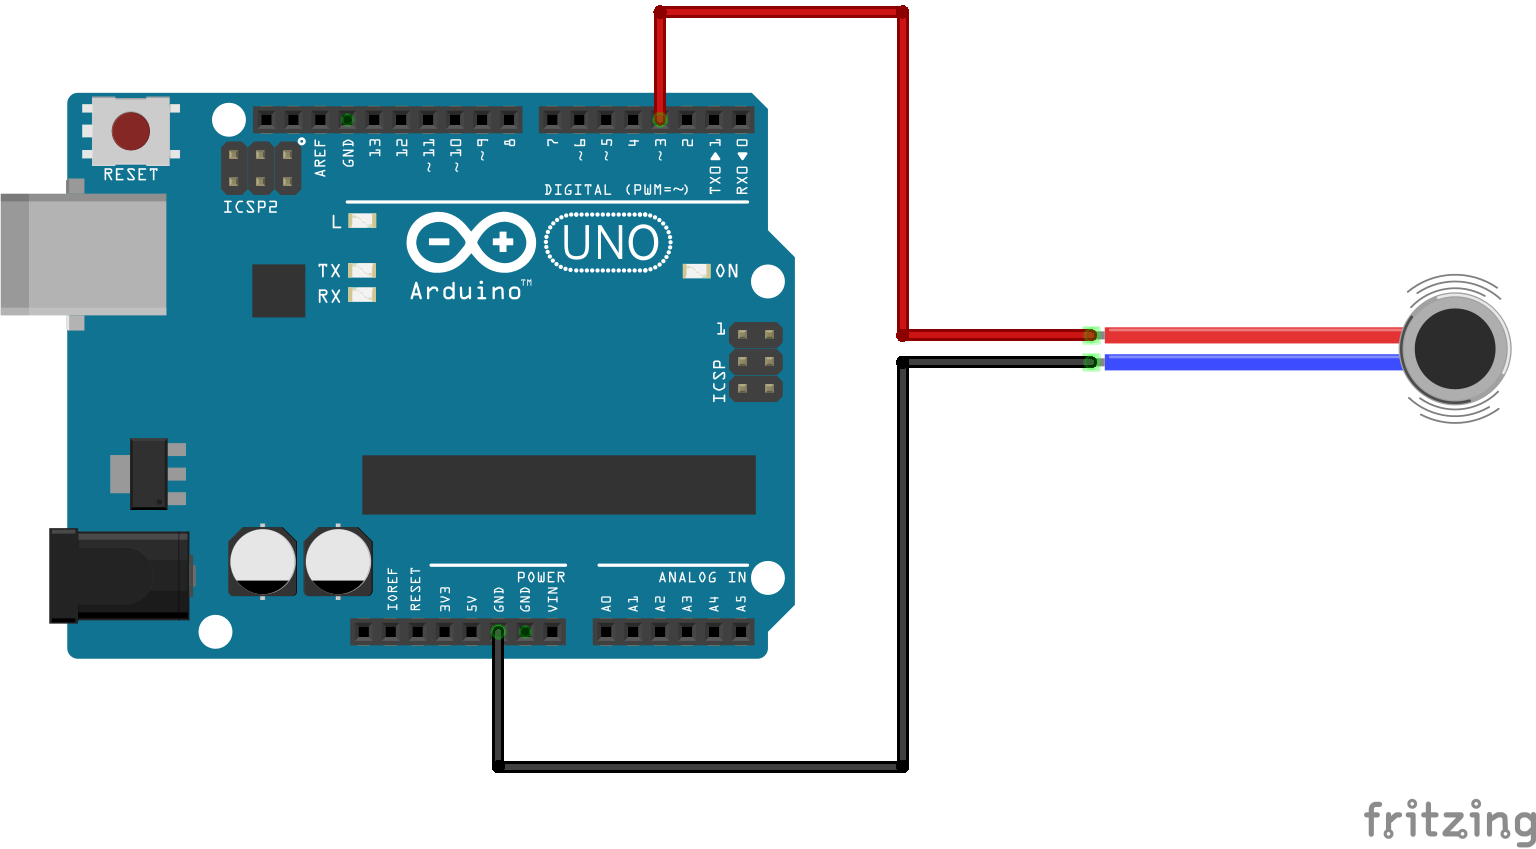 RESET
ICSP2
AREF
GND
13
12
~11
~10
~9
8
7
~6
~5
4
~3
2
TX0▶1
RX0◀0
DIGITAL (PWM=~)
L
TX
RX
Arduino™
UNO
ON
1
ICSP
IOREF
RESET
3V3
5V
GND
GND
VIN
POWER
ANALOG IN
A0
A1
A2
A3
A4
A5
fritzing